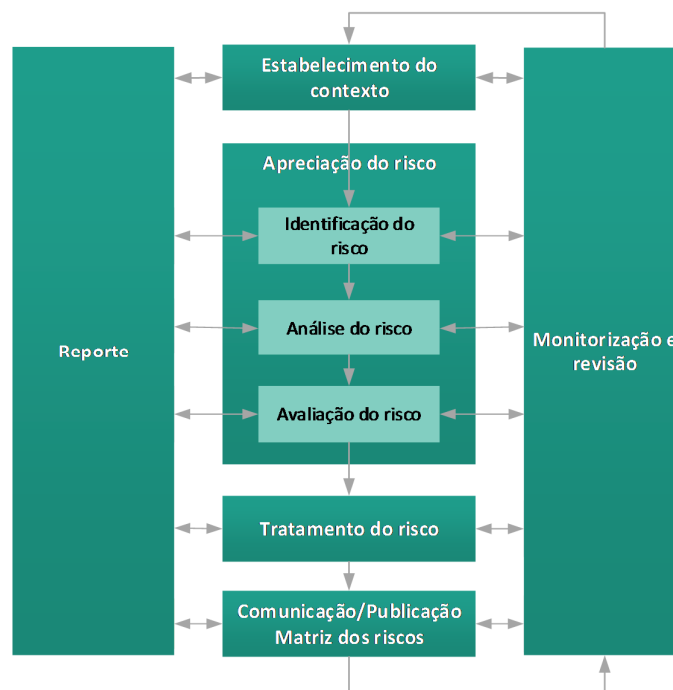 Estabelecimento do
contexto
Apreciação do risco
Identificação do
risco
Análise do risco
Reporte
Monitorização e
revisão
Avaliação do risco
Tratamento do risco
Comunicação/Publicação
Matriz dos riscos